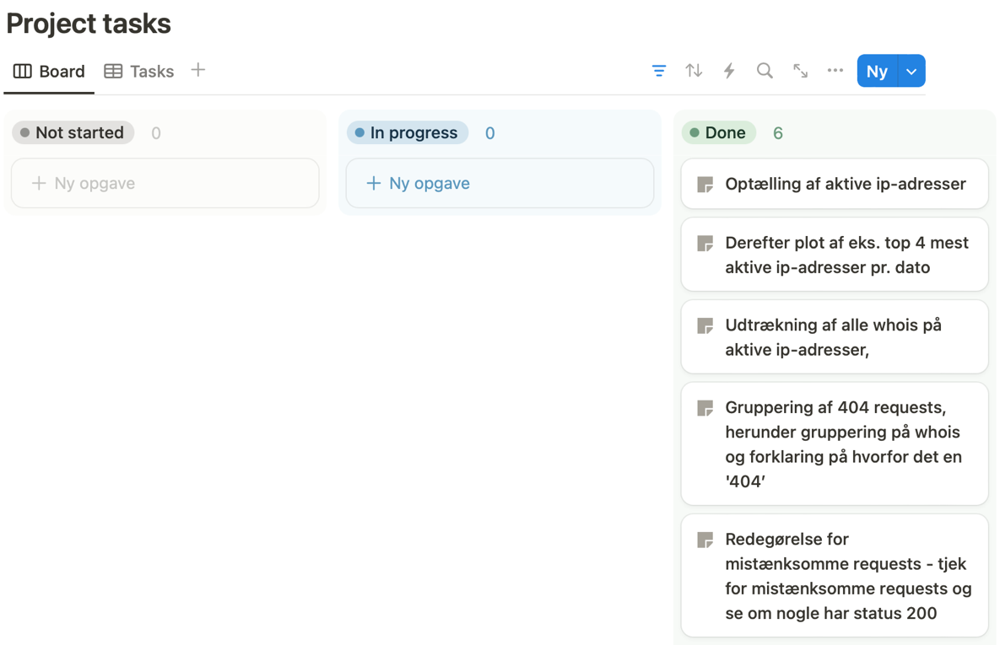 Project tasks
Board
Tasks
Ny
Not started 0
Ny opgave
In progress 0
Ny opgave
Done 6
Optælling af aktive ip-adresser
Derefter plot af eks. top 4 mest
aktive ip-adresser pr. dato
Udtrækning af alle whois på
aktive ip-adresser,
Gruppering af 404 requests,
herunder gruppering på whois
og forklaring på hvorfor det en
'404’
Redegørelse for
mistænksomme requests - tjek
for mistænksomme requests og
se om nogle har status 200